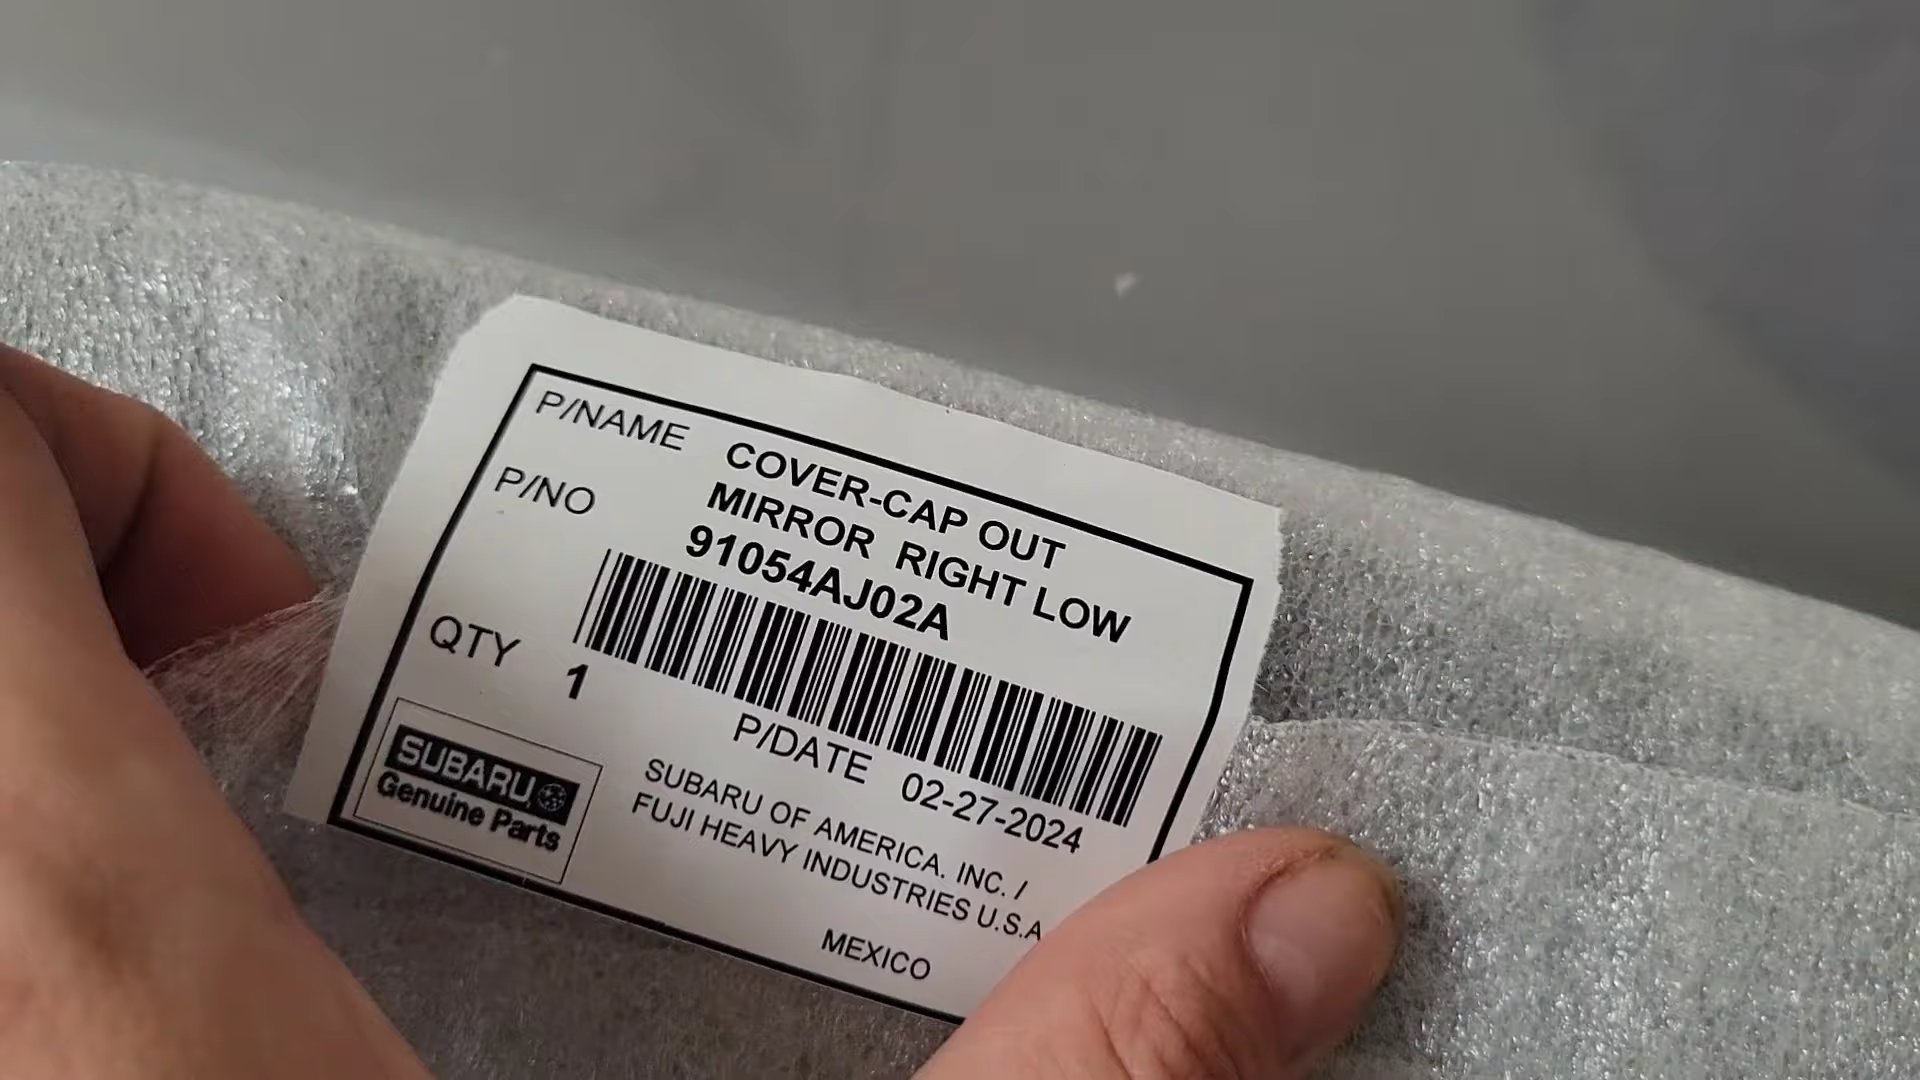 P/NAME COVER-CAP OUT
MIRROR RIGHT LOW
P/NO 91054AJ02A
QTY 1
P/DATE 02-27-2024
SUBARU
Genuine Parts
SUBARU OF AMERICA. INC. /
FUJI HEAVY INDUSTRIES U.S.A
MEXICO